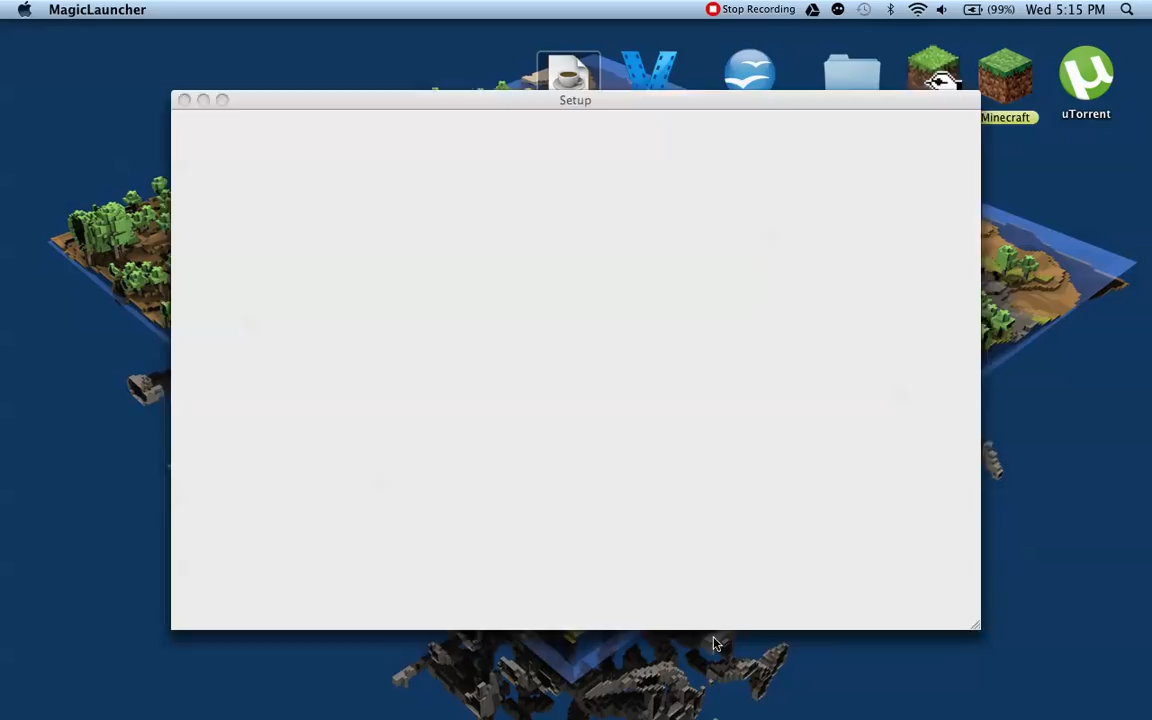 MagicLauncher
Stop Recording
(99%)
Wed 5:15 PM
Setup
Minecraft
uTorrent